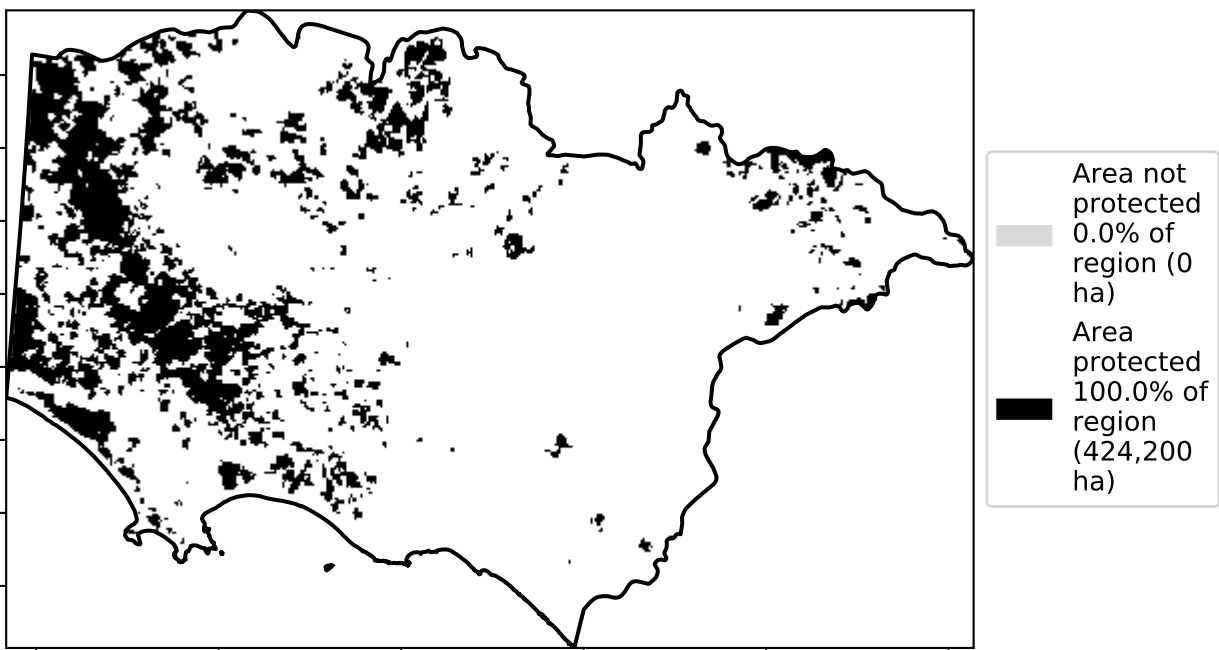 Area not
protected
0.0% of
region (0
ha)
Area
protected
100.0% of
region
(424,200
ha)